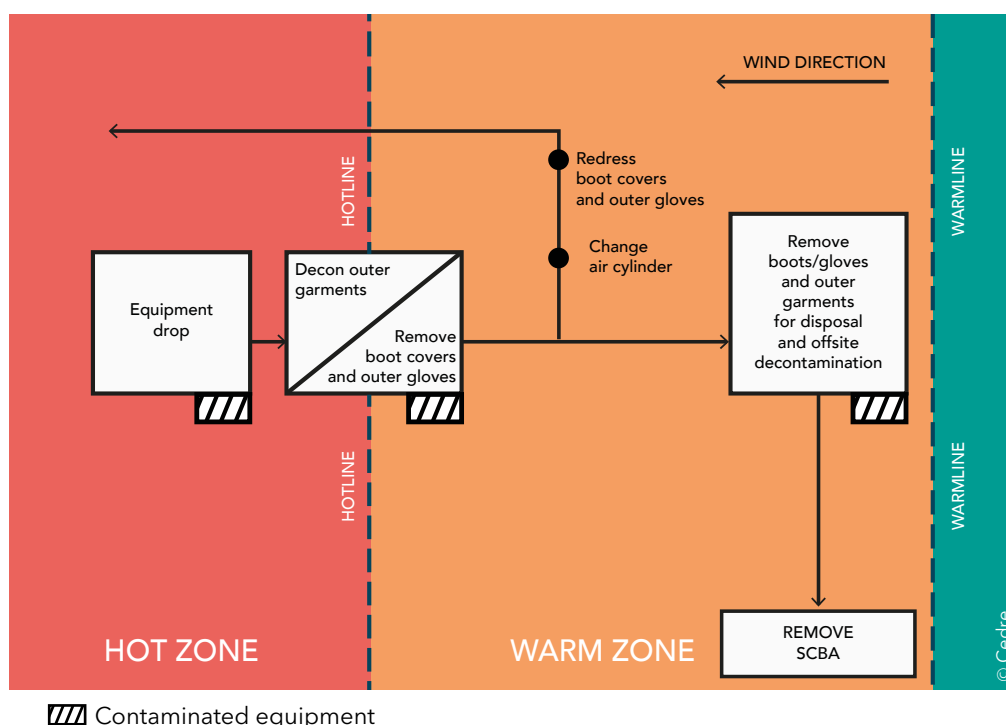 WIND DIRECTION
HOTLINE
WARMLINE
Redress
boot covers
and outer gloves
Change
air cylinder
Equipment
drop
Decon outer
garments
Remove
boot covers
and outer gloves
Remove
boots/gloves
and outer
garments
for disposal
and offsite
decontamination
HOTLINE
WARMLINE
HOT ZONE
WARM ZONE
REMOVE
SCBA
© Cedre
Contaminated equipment